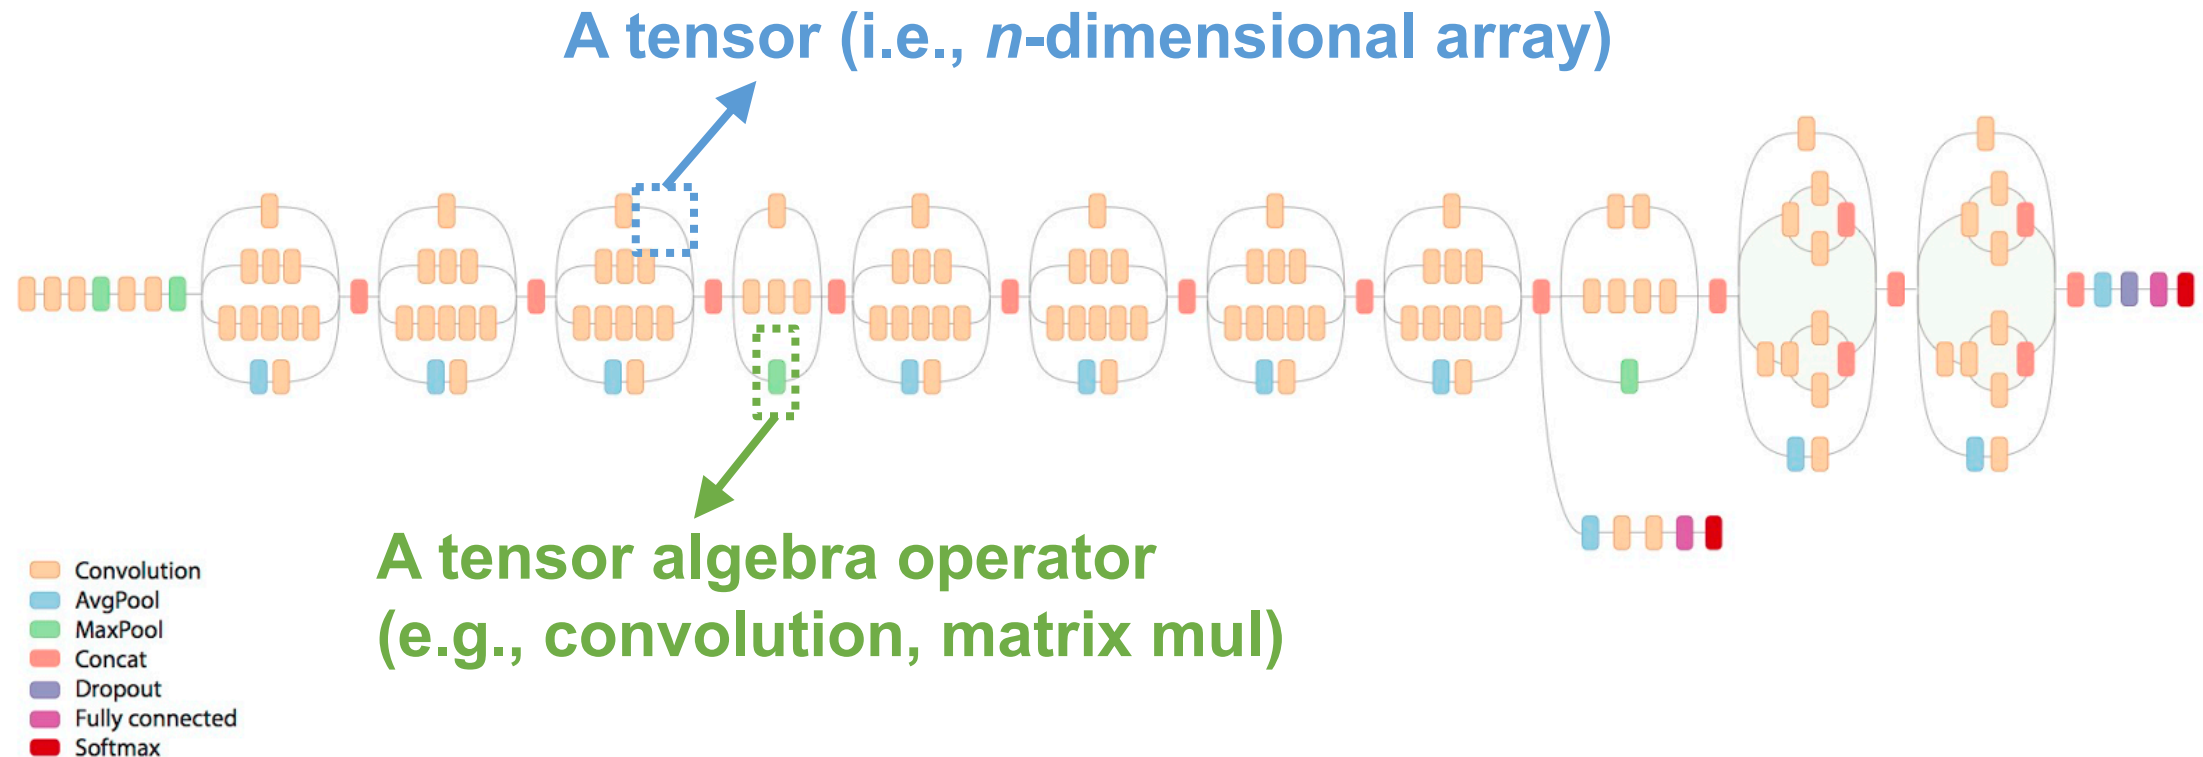 A tensor (i.e., n-dimensional array)
A tensor algebra operator
(e.g., convolution, matrix mul)
Convolution
AvgPool
MaxPool
Concat
Dropout
Fully connected
Softmax